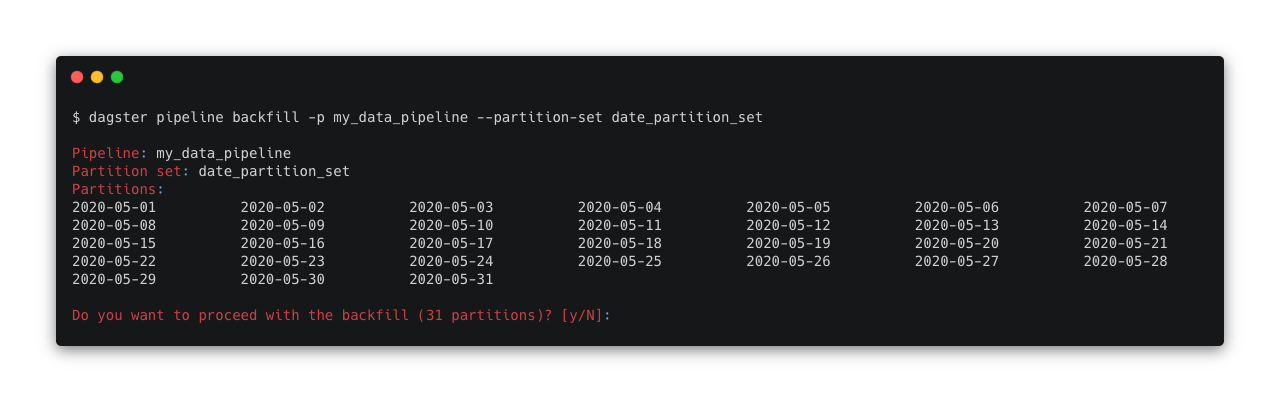 $ dagster pipeline backfill -p my_data_pipeline --partition-set date_partition_set
Pipeline: my_data_pipeline
Partition set: date_partition_set
Partitions:
2020-05-01 2020-05-02 2020-05-03 2020-05-04 2020-05-05 2020-05-06 2020-05-07
2020-05-08 2020-05-09 2020-05-10 2020-05-11 2020-05-12 2020-05-13 2020-05-14
2020-05-15 2020-05-16 2020-05-17 2020-05-18 2020-05-19 2020-05-20 2020-05-21
2020-05-22 2020-05-23 2020-05-24 2020-05-25 2020-05-26 2020-05-27 2020-05-28
2020-05-29 2020-05-30 2020-05-31
Do you want to proceed with the backfill (31 partitions)? [y/N]: